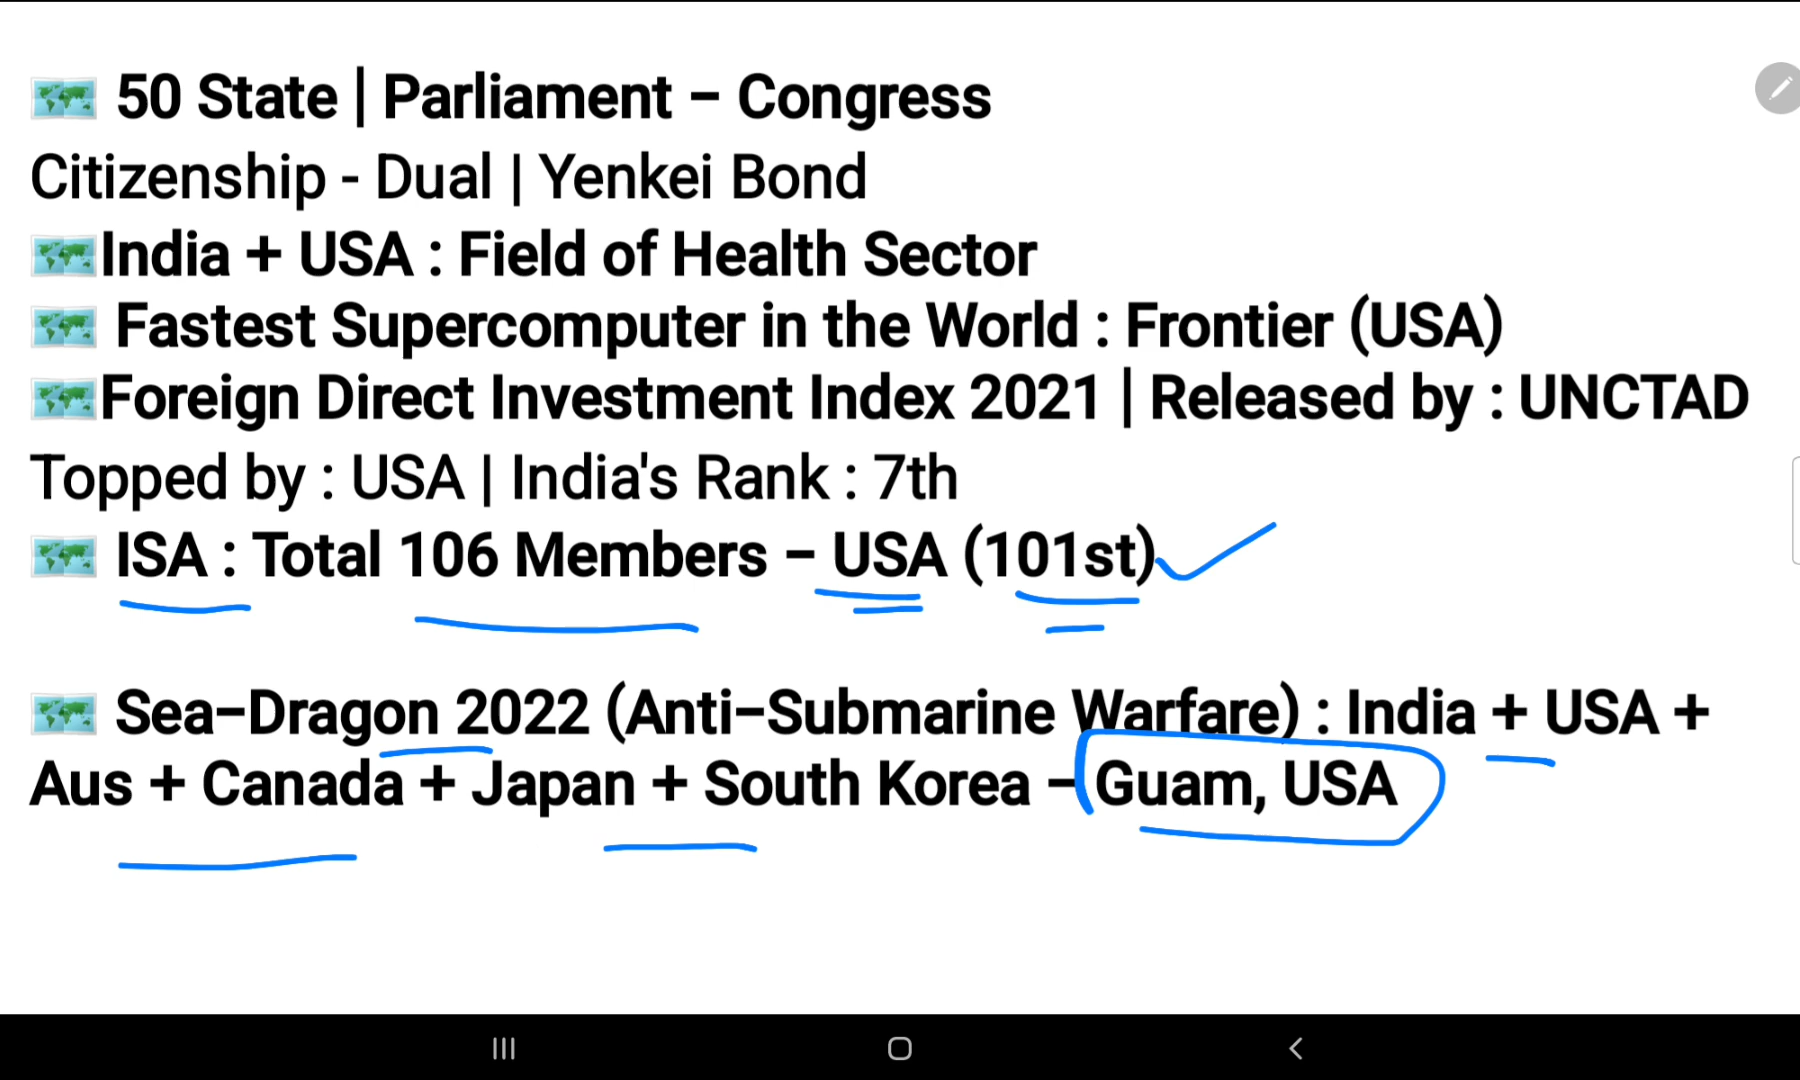 50 State | Parliament – Congress
Citizenship - Dual | Yenkei Bond
India + USA : Field of Health Sector
Fastest Supercomputer in the World : Frontier (USA)
Foreign Direct Investment Index 2021 | Released by : UNCTAD
Topped by : USA | India's Rank : 7th
ISA : Total 106 Members – USA (101st)
Sea–Dragon 2022 (Anti–Submarine Warfare) : India + USA +
Aus + Canada + Japan + South Korea – Guam, USA